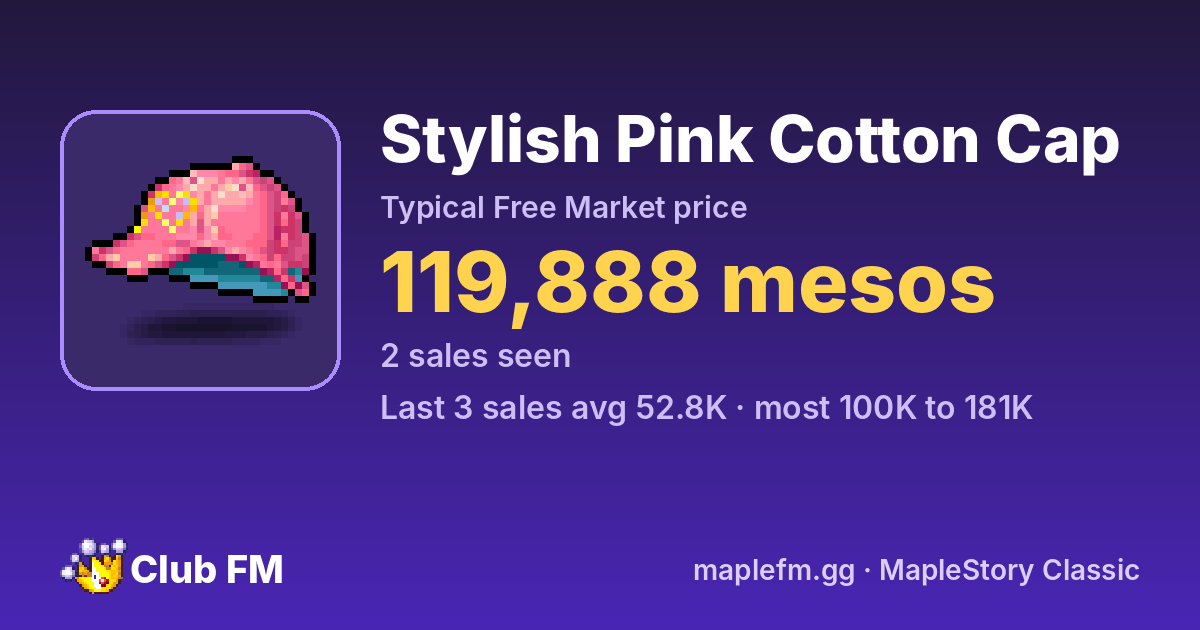 Stylish Pink Cotton Cap
Typical Free Market price
119,888 mesos
2 sales seen
Last 3 sales avg 52.8K · most 100K to 181K
Club FM
maplefm.gg · MapleStory Classic